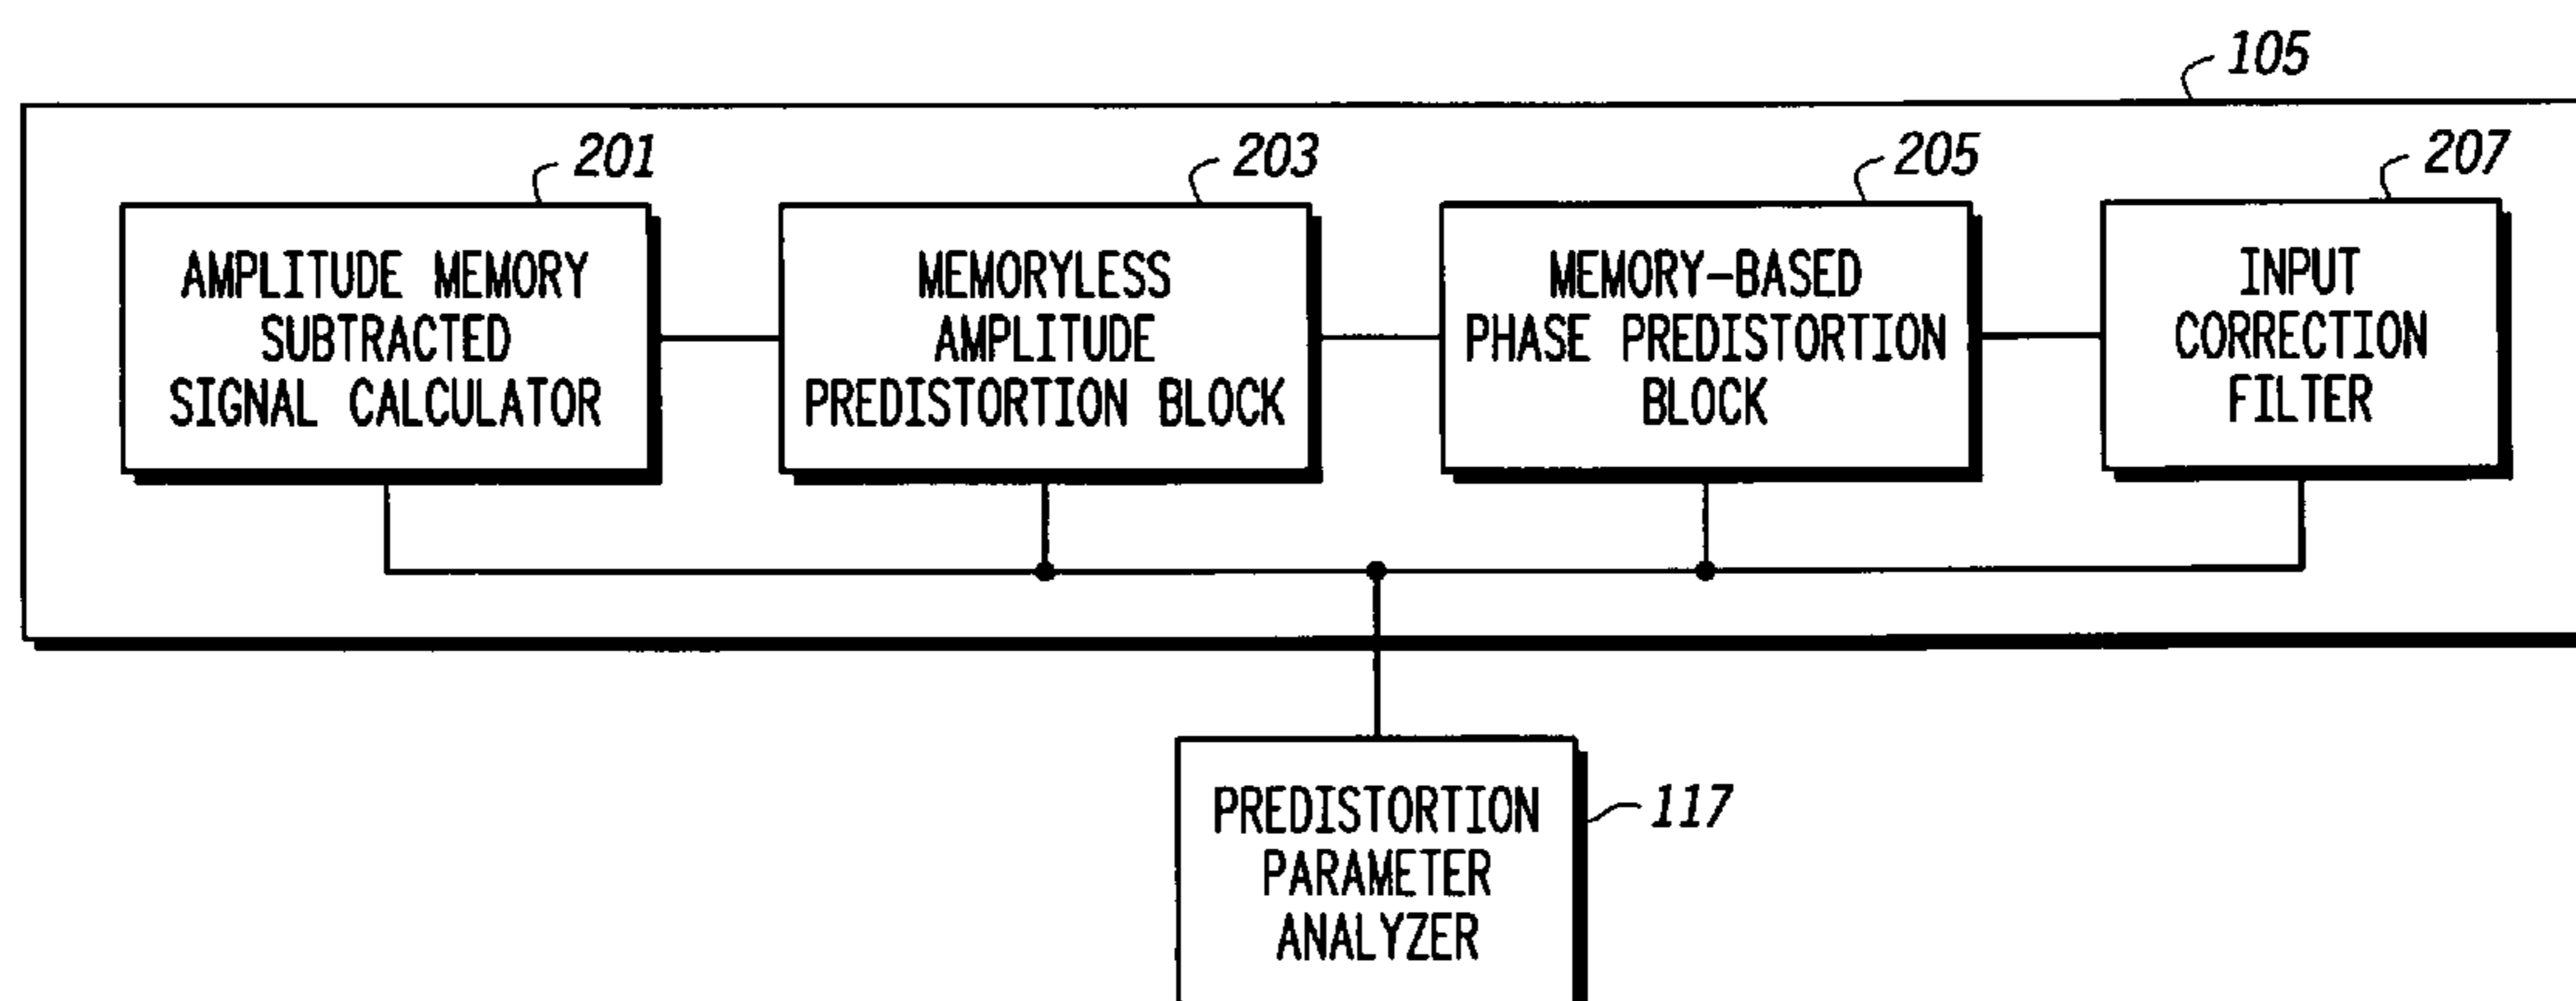 105
201
203
205
207
AMPLITUDE MEMORY
SUBTRACTED
SIGNAL CALCULATOR
MEMORYLESS
AMPLITUDE
PREDISTORTION BLOCK
MEMORY-BASED
PHASE PREDISTORTION
BLOCK
INPUT
CORRECTION
FILTER
PREDISTORTION
PARAMETER
ANALYZER
117